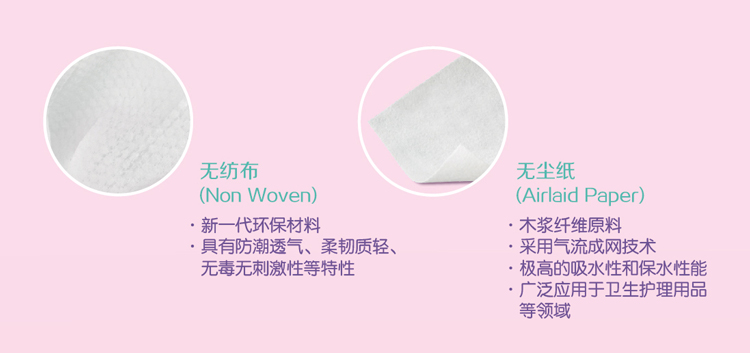 无纺布
(Non Woven)
·新一代环保材料
·具有防潮透气、柔韧质轻、
无毒无刺激性等特性
无尘纸
(Airlaid Paper)
·木浆纤维原料
·采用气流成网技术
·极高的吸水性和保水性能
·广泛应用于卫生护理用品
等领域